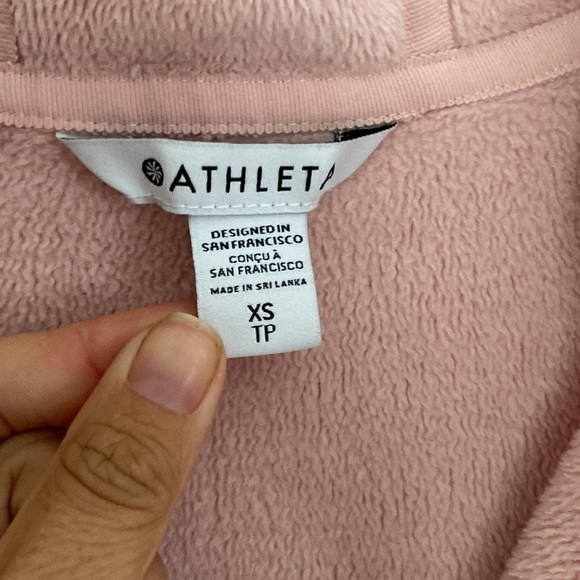 ATHLETA
DESIGNED IN
SAN FRANCISCO
CONÇU À
SAN FRANCISCO
MADE IN SRI LANKA
XS
TP